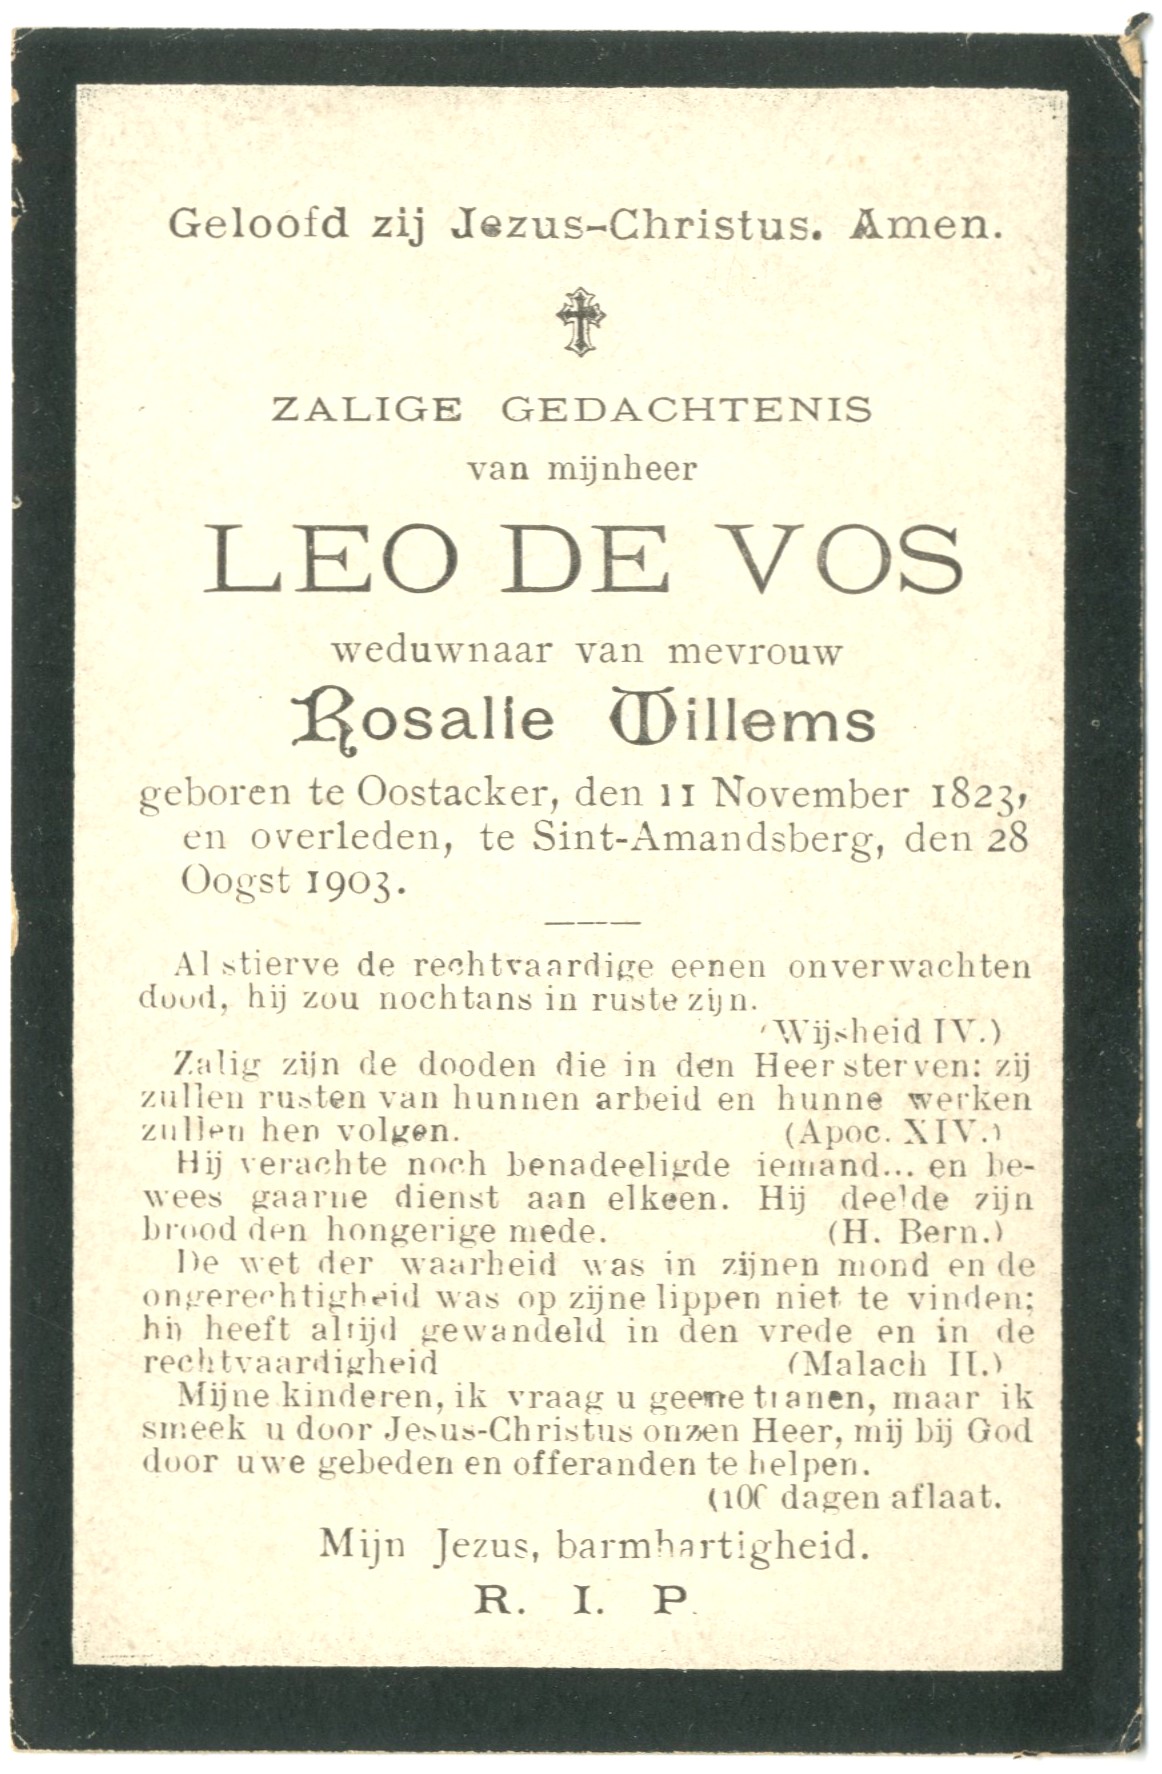 Geloofd zij Jezus-Christus. Amen.
ZALIGE GEDACHTENIS
van mijnheer
LEO DE VOS
weduwnaar van mevrouw
Rosalie Willems
geboren te Oostacker, den 11 November 1823,
en overleden, te Sint-Amandsberg, den 28
Oogst 1903.
Al stierve de rechtvaardige eenen onverwachten
dood, hij zou nochtans in ruste zijn.
(Wijsheid IV.)
Zalig zijn de dooden die in den Heer sterven: zij
zullen rusten van hunnen arbeid en hunne werken
zullen hen volgen. (Apoc. XIV.)
Hij verachte noch benadeeligde iemand... en be-
wees gaarne dienst aan elkeen. Hij deelde zijn
brood den hongerige mede. (H. Bern.)
De wet der waarheid was in zijnen mond en de
ongerechtigheid was op zijne lippen niet te vinden;
hij heeft altijd gewandeld in den vrede en in de
rechtvaardigheid (Malach II.)
Mijne kinderen, ik vraag u geene tranen, maar ik
smeek u door Jesus-Christus onzen Heer, mij bij God
door uwe gebeden en offeranden te helpen.
(100 dagen aflaat.
Mijn Jezus, barmhartigheid.
R. I. P.